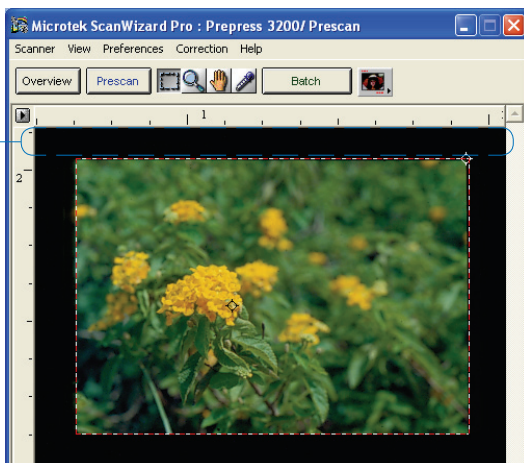 Microtek ScanWizard Pro : Prepress 3200/ Prescan
Scanner View Preferences Correction Help
Overview Prescan Batch
1
2